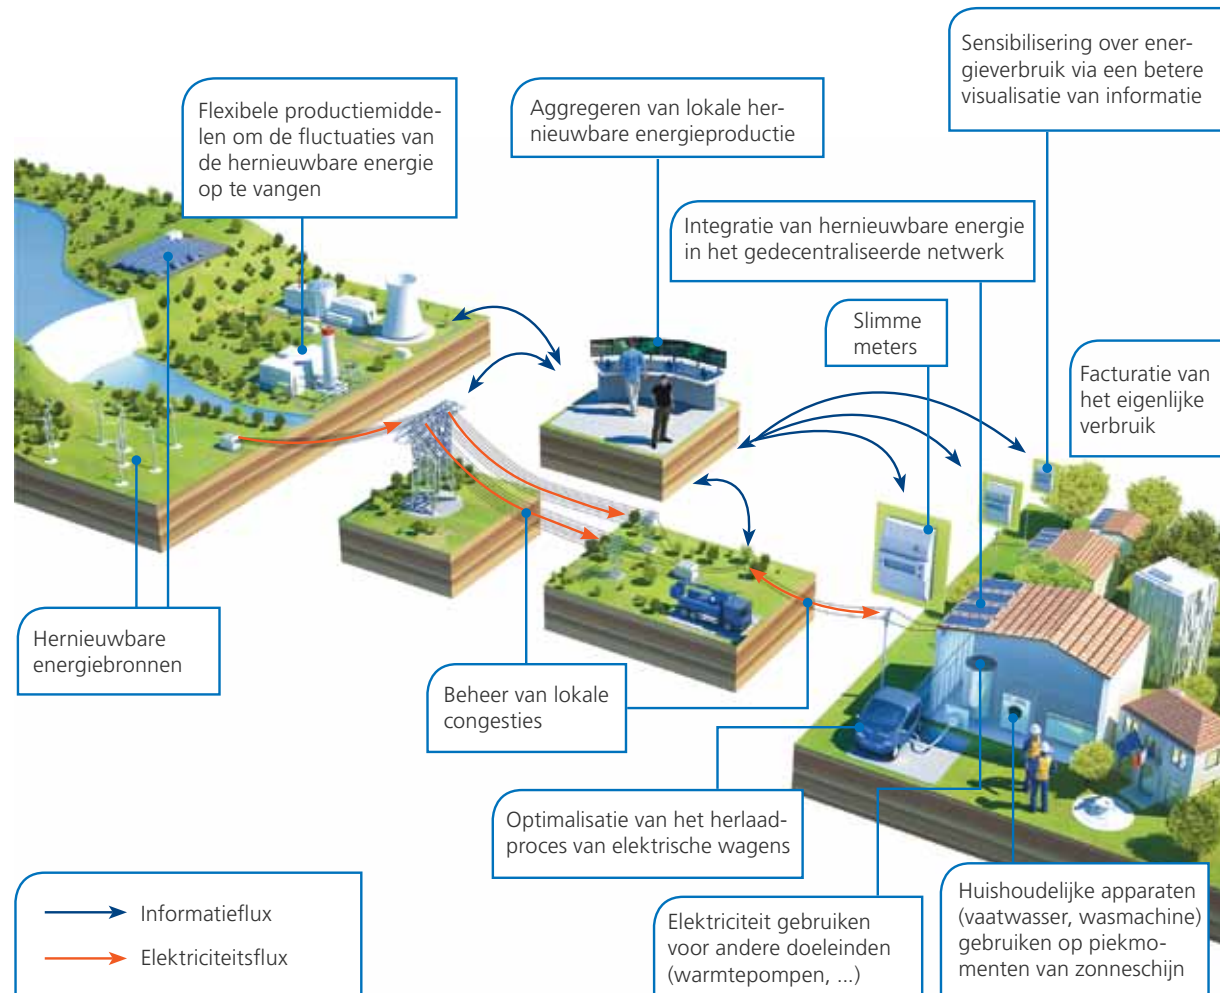 Sensibilisering over ener-
gieverbruik via een betere
visualisatie van informatie
Flexibele productiemidde-
len om de fluctuaties van
de hernieuwbare energie
op te vangen
Aggregeren van lokale her-
nieuwbare energieproductie
Integratie van hernieuwbare energie
in het gedecentraliseerde netwerk
Slimme
meters
Facturatie van
het eigenlijke
verbruik
Hernieuwbare
energiebronnen
Beheer van lokale
congesties
Optimalisatie van het herlaad-
proces van elektrische wagens
Elektriciteit gebruiken
voor andere doeleinden
(warmtepompen, ...)
Huishoudelijke apparaten
(vaatwasser, wasmachine)
gebruiken op piekmo-
menten van zonneschijn
Informatieflux
Elektriciteitsflux